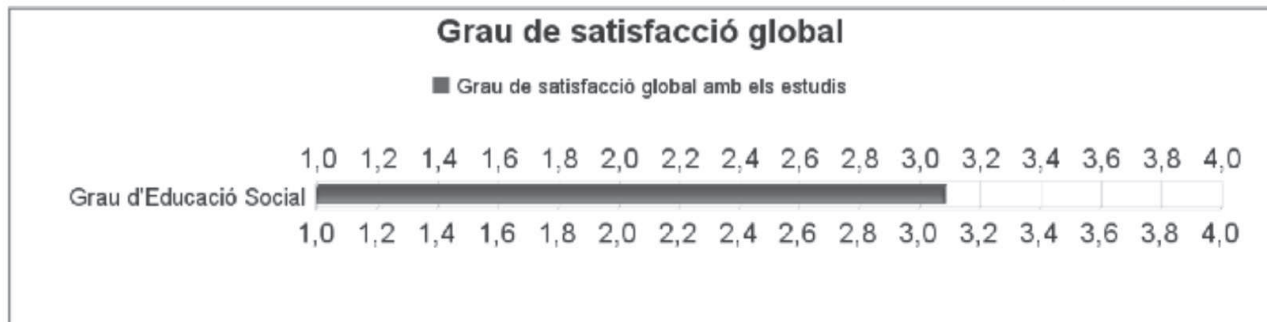 Grau de satisfacció global
Grau de satisfacció global amb els estudis
1,0 1,2 1,4 1,6 1,8 2,0 2,2 2,4 2,6 2,8 3,0 3,2 3,4 3,6 3,8 4,0
Grau d'Educació Social
1,0 1,2 1,4 1,6 1,8 2,0 2,2 2,4 2,6 2,8 3,0 3,2 3,4 3,6 3,8 4,0